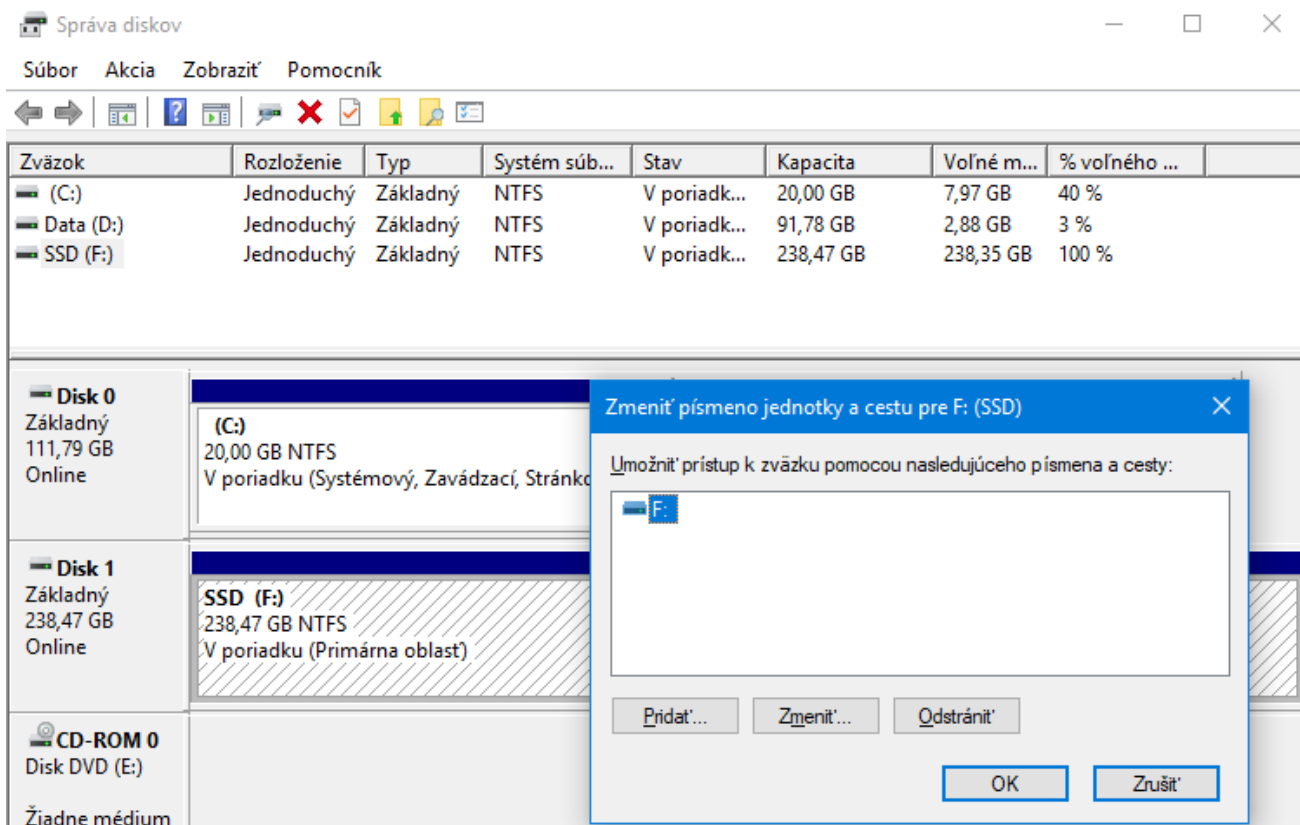 Správa diskov
Súbor Akcia Zobraziť Pomocník
Zväzok Rozloženie Typ Systém súb... Stav Kapacita Voľné m... % voľného ...
(C:) Jednoduchý Základný NTFS V poriadk... 20,00 GB 7,97 GB 40 %
Data (D:) Jednoduchý Základný NTFS V poriadk... 91,78 GB 2,88 GB 3 %
SSD (F:) Jednoduchý Základný NTFS V poriadk... 238,47 GB 238,35 GB 100 %
Disk 0
Základný
111,79 GB
Online
(C:)
20,00 GB NTFS
V poriadku (Systémový, Zavádzací, Stránko
Disk 1
Základný
238,47 GB
Online
SSD (F:)
238,47 GB NTFS
V poriadku (Primárna oblasť)
CD-ROM 0
Disk DVD (E:)
Žiadne médium
Zmeniť písmeno jednotky a cestu pre F: (SSD)
Umožniť prístup k zväzku pomocou nasledujúceho písmena a cesty:
F:
Pridať... Zmeniť... Odstrániť
OK Zrušiť